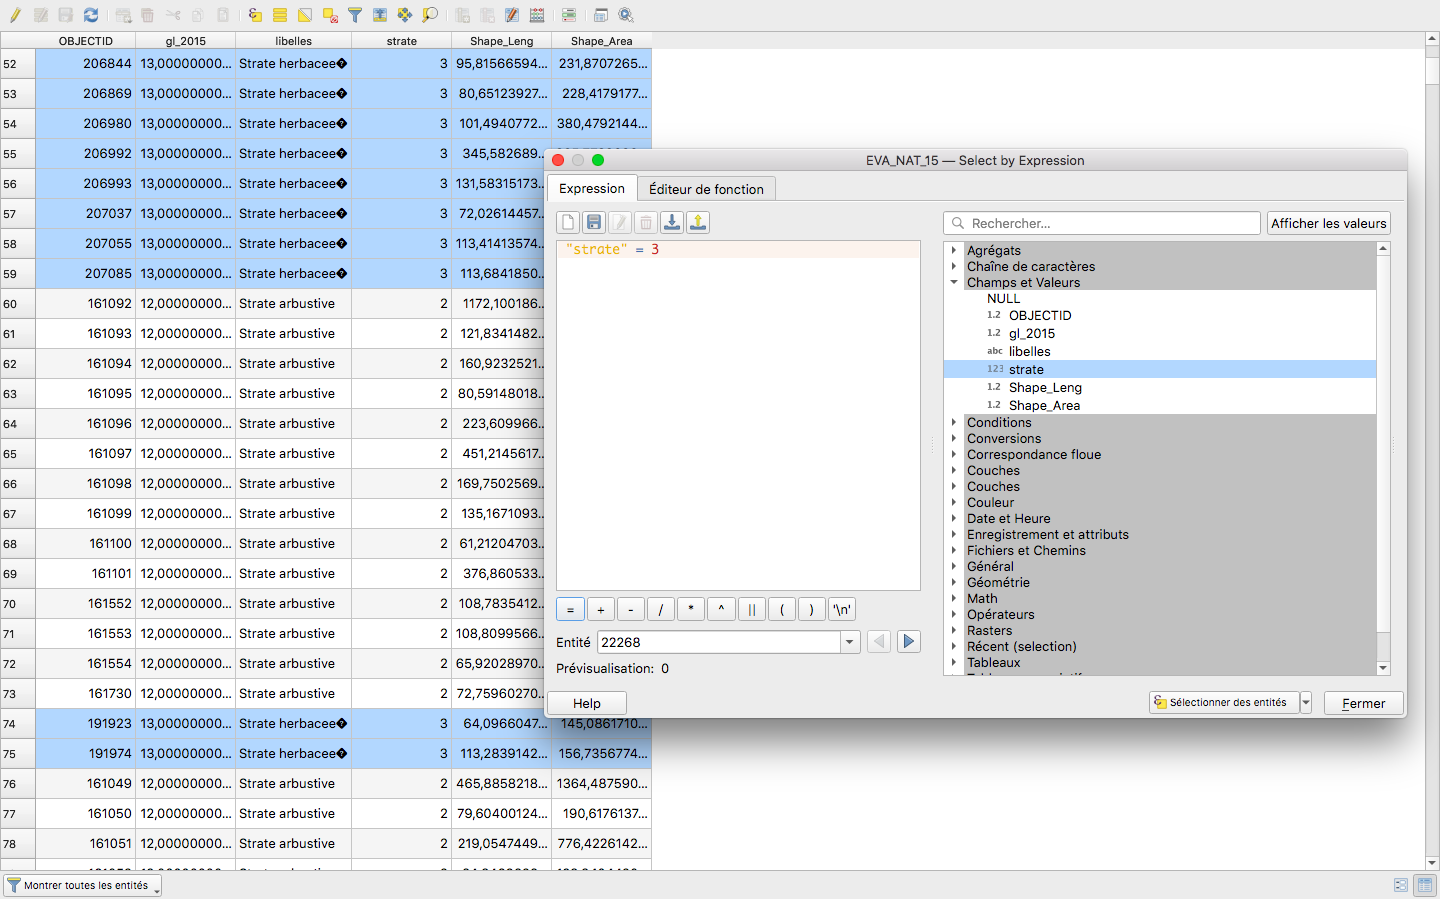 OBJECTID gl_2015 libelles strate Shape_Leng Shape_Area
52 206844 13,00000000... Strate herbacee� 3 95,81566594... 231,8707265...
53 206869 13,00000000... Strate herbacee� 3 80,65123927... 228,4179177...
54 206980 13,00000000... Strate herbacee� 3 101,4940772... 380,4792144...
55 206992 13,00000000... Strate herbacee� 3 345,582689...
56 206993 13,00000000... Strate herbacee� 3 131,58315173...
57 207037 13,00000000... Strate herbacee� 3 72,02614457...
58 207055 13,00000000... Strate herbacee� 3 113,41413574...
59 207085 13,00000000... Strate herbacee� 3 113,6841850...
60 161092 12,00000000... Strate arbustive 2 1172,100186...
61 161093 12,00000000... Strate arbustive 2 121,8341482...
62 161094 12,00000000... Strate arbustive 2 160,9232521...
63 161095 12,00000000... Strate arbustive 2 80,59148018...
64 161096 12,00000000... Strate arbustive 2 223,609966...
65 161097 12,00000000... Strate arbustive 2 451,2145617...
66 161098 12,00000000... Strate arbustive 2 169,7502569...
67 161099 12,00000000... Strate arbustive 2 135,1671093...
68 161100 12,00000000... Strate arbustive 2 61,21204703...
69 161101 12,00000000... Strate arbustive 2 376,860533...
70 161552 12,00000000... Strate arbustive 2 108,7835412...
71 161553 12,00000000... Strate arbustive 2 108,8099566...
72 161554 12,00000000... Strate arbustive 2 65,92028970...
73 161730 12,00000000... Strate arbustive 2 72,75960270...
74 191923 13,00000000... Strate herbacee� 3 64,0966047... 145,0861710...
75 191974 13,00000000... Strate herbacee� 3 113,2839142... 156,7356774...
76 161049 12,00000000... Strate arbustive 2 465,8858218... 1364,487590...
77 161050 12,00000000... Strate arbustive 2 79,60400124... 190,6176137...
78 161051 12,00000000... Strate arbustive 2 219,0547449... 776,4226142...
Montrer toutes les entités
EVA_NAT_15 — Select by Expression
Expression Éditeur de fonction
"strate" = 3
= + - / * ^ || ( ) '\n'
Entité 22268
Prévisualisation: 0
Help
Rechercher... Afficher les valeurs
Agrégats
Chaîne de caractères
Champs et Valeurs
NULL
1.2 OBJECTID
1.2 gl_2015
abc libelles
123 strate
1.2 Shape_Leng
1.2 Shape_Area
Conditions
Conversions
Correspondance floue
Couches
Couches
Couleur
Date et Heure
Enregistrement et attributs
Fichiers et Chemins
Général
Géométrie
Math
Opérateurs
Rasters
Récent (selection)
Tableaux
Sélectionner des entités Fermer